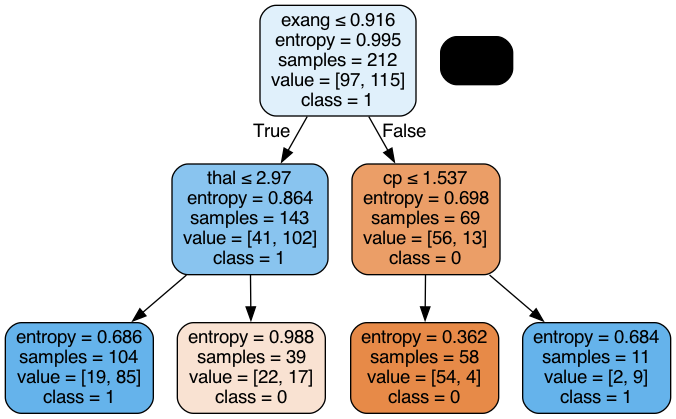 exang ≤ 0.916
entropy = 0.995
samples = 212
value = [97, 115]
class = 1
True
False
thal ≤ 2.97
entropy = 0.864
samples = 143
value = [41, 102]
class = 1
cp ≤ 1.537
entropy = 0.698
samples = 69
value = [56, 13]
class = 0
entropy = 0.686
samples = 104
value = [19, 85]
class = 1
entropy = 0.988
samples = 39
value = [22, 17]
class = 0
entropy = 0.362
samples = 58
value = [54, 4]
class = 0
entropy = 0.684
samples = 11
value = [2, 9]
class = 1